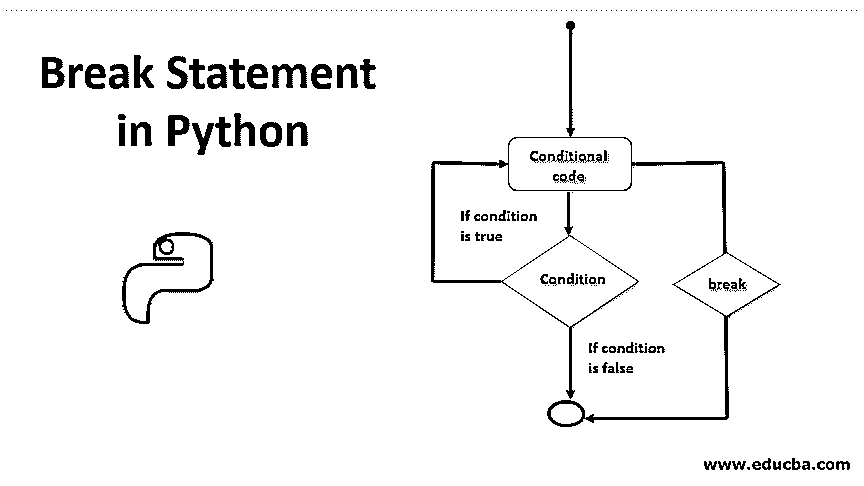 Break Statement
in Python
Conditional
code
If condition
is true
Condition
break
If condition
is false
www.educba.com